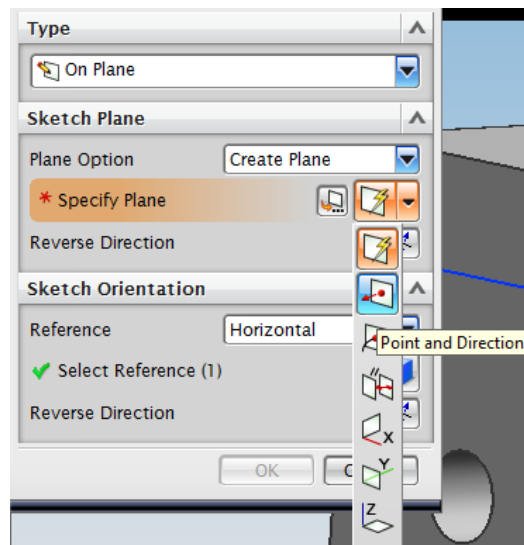 Type
On Plane
Sketch Plane
Plane Option Create Plane
* Specify Plane
Reverse Direction
Sketch Orientation
Reference Horizontal
Point and Direction
Select Reference (1)
X
Reverse Direction
Y
OK C
Z